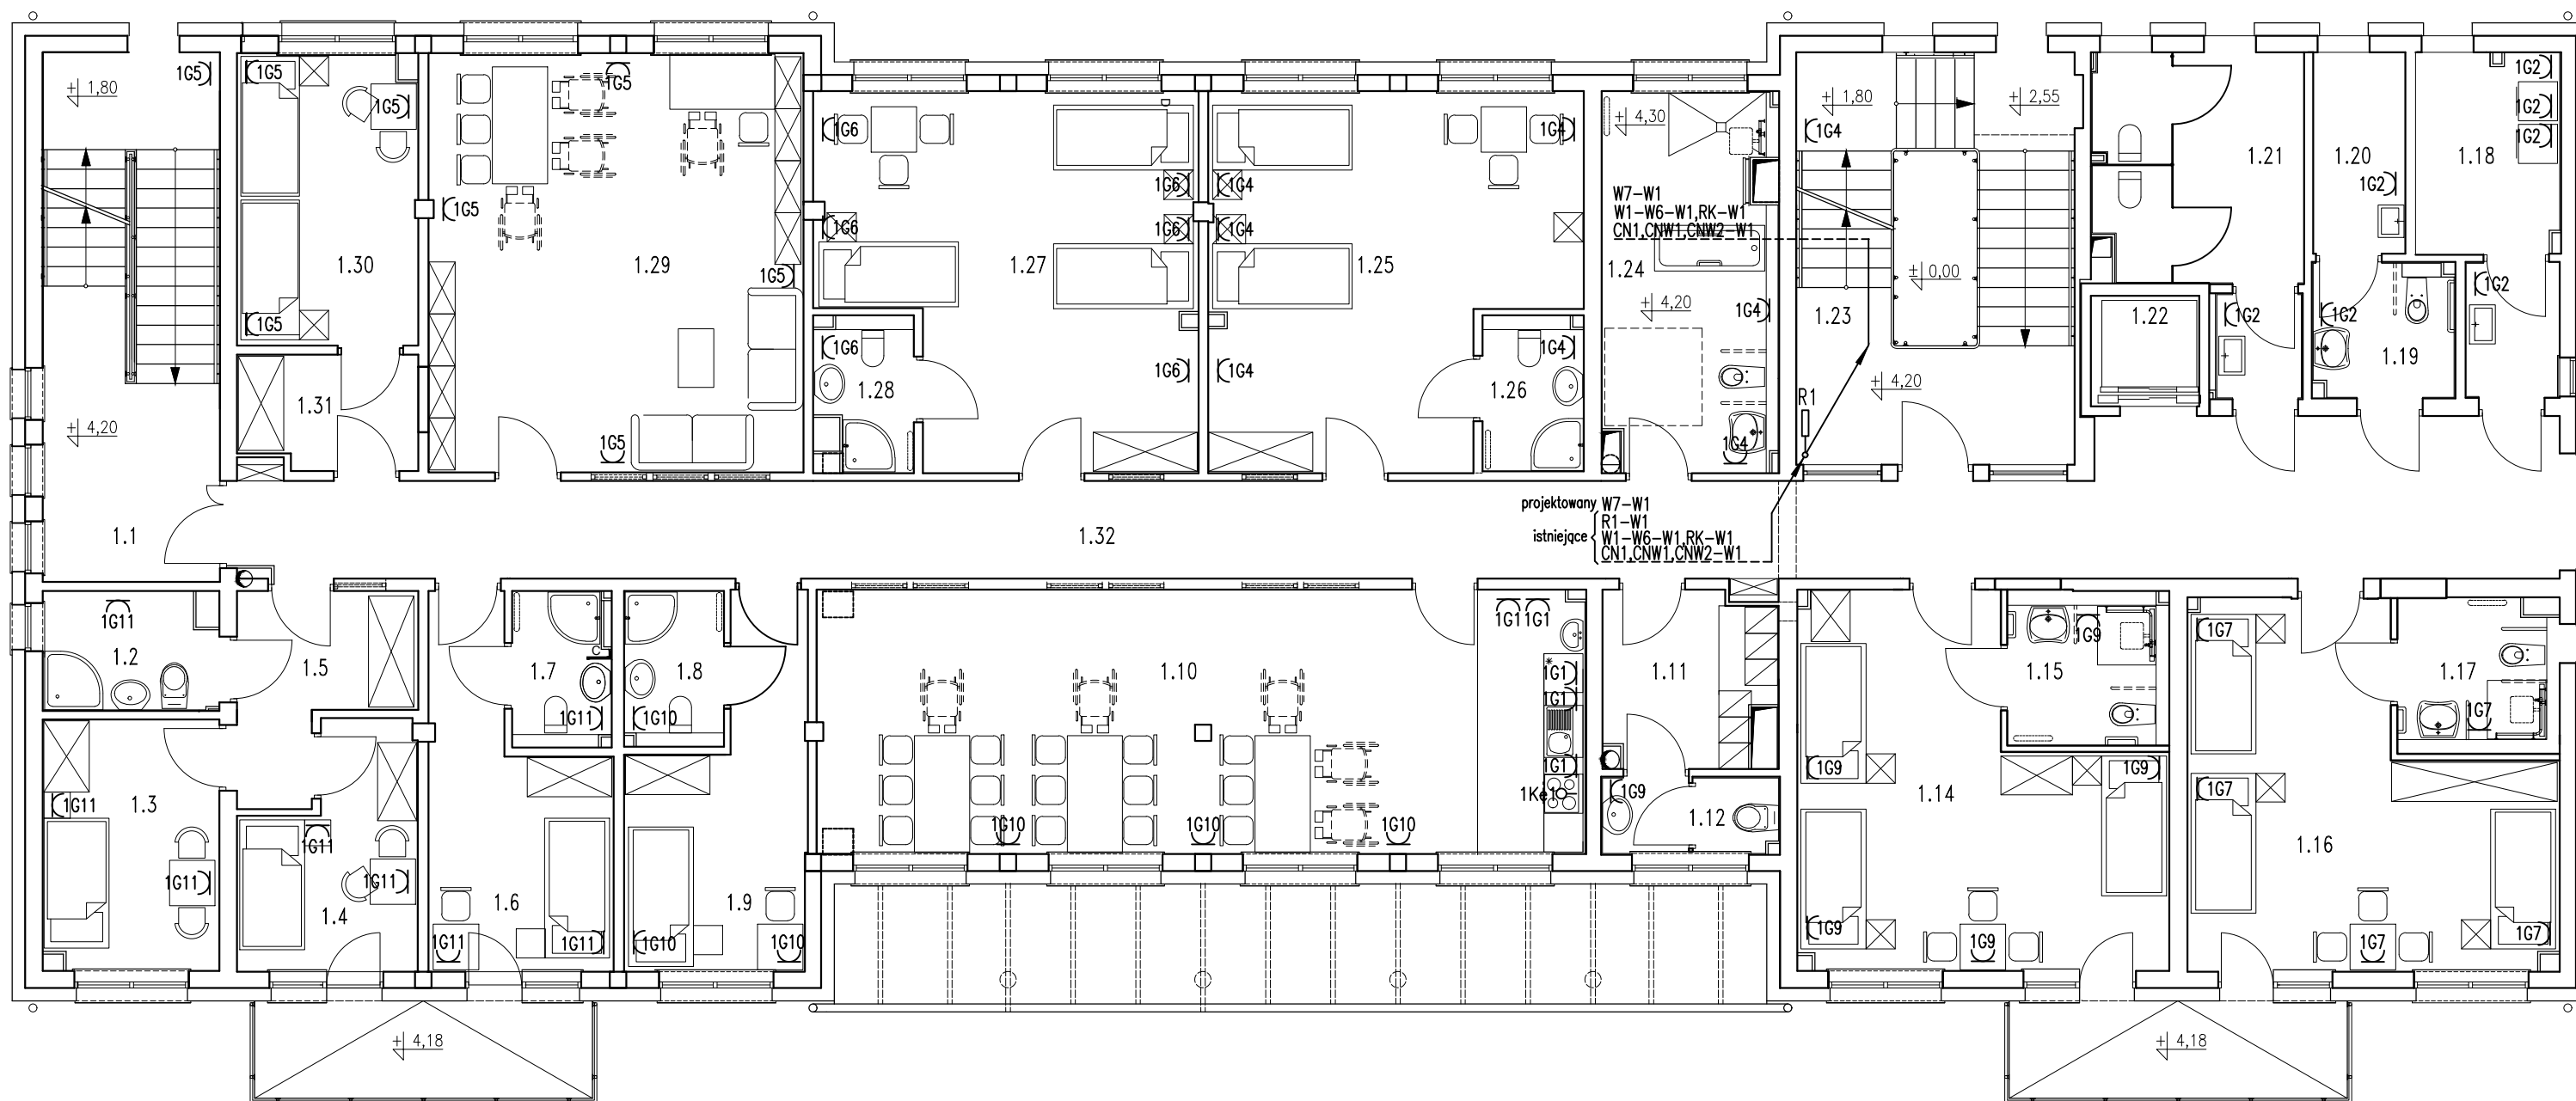 1G5
+ 1,80
1G5
1G5
1G5
1G5
1.30
1.29
1G5
1G5
1.31
1G5
+ 4,20
1.1
1G6
1G6
1G6
1G6
1.27
1G6
1.28
1G6
1G4
1G4
1G4
1.25
1G4
1.26
1G4
+ 4,30
W7-W1
W1-W6-W1,RK-W1
CN1,CNW1,CNW2-W1
1.24
+ 4,20
1G4
1G4
+ 1,80
1G4
+ 2,55
+ 0,00
1.23
R1
+ 4,20
1.21
1.22
1G2
1.20
1G2
1G2
1.19
1G2
1G2
1G2
1.18
1G2
projektowany W7-W1
R1-W1
istniejące W1-W6-W1,RK-W1
CN1,CNW1,CNW2-W1
1.32
1G11
1.2
1.5
1.3
1G11
1G11
1G11
1G11
1.4
1.7
C
1G11
1.6
1G11
1G11
1.8
1G10
1.9
1G10
1G10
1.10
1G1 1G1
*
1G1
1G1
1G1
1Ke1
1G10
1G10
1G10
1.11
1G9
1.12
1G9
1.15
1G9
1G9
1.14
1G9
1G9
1G7
1.17
1G7
1G7
1.16
1G7
1G7
+ 4,18
+ 4,18